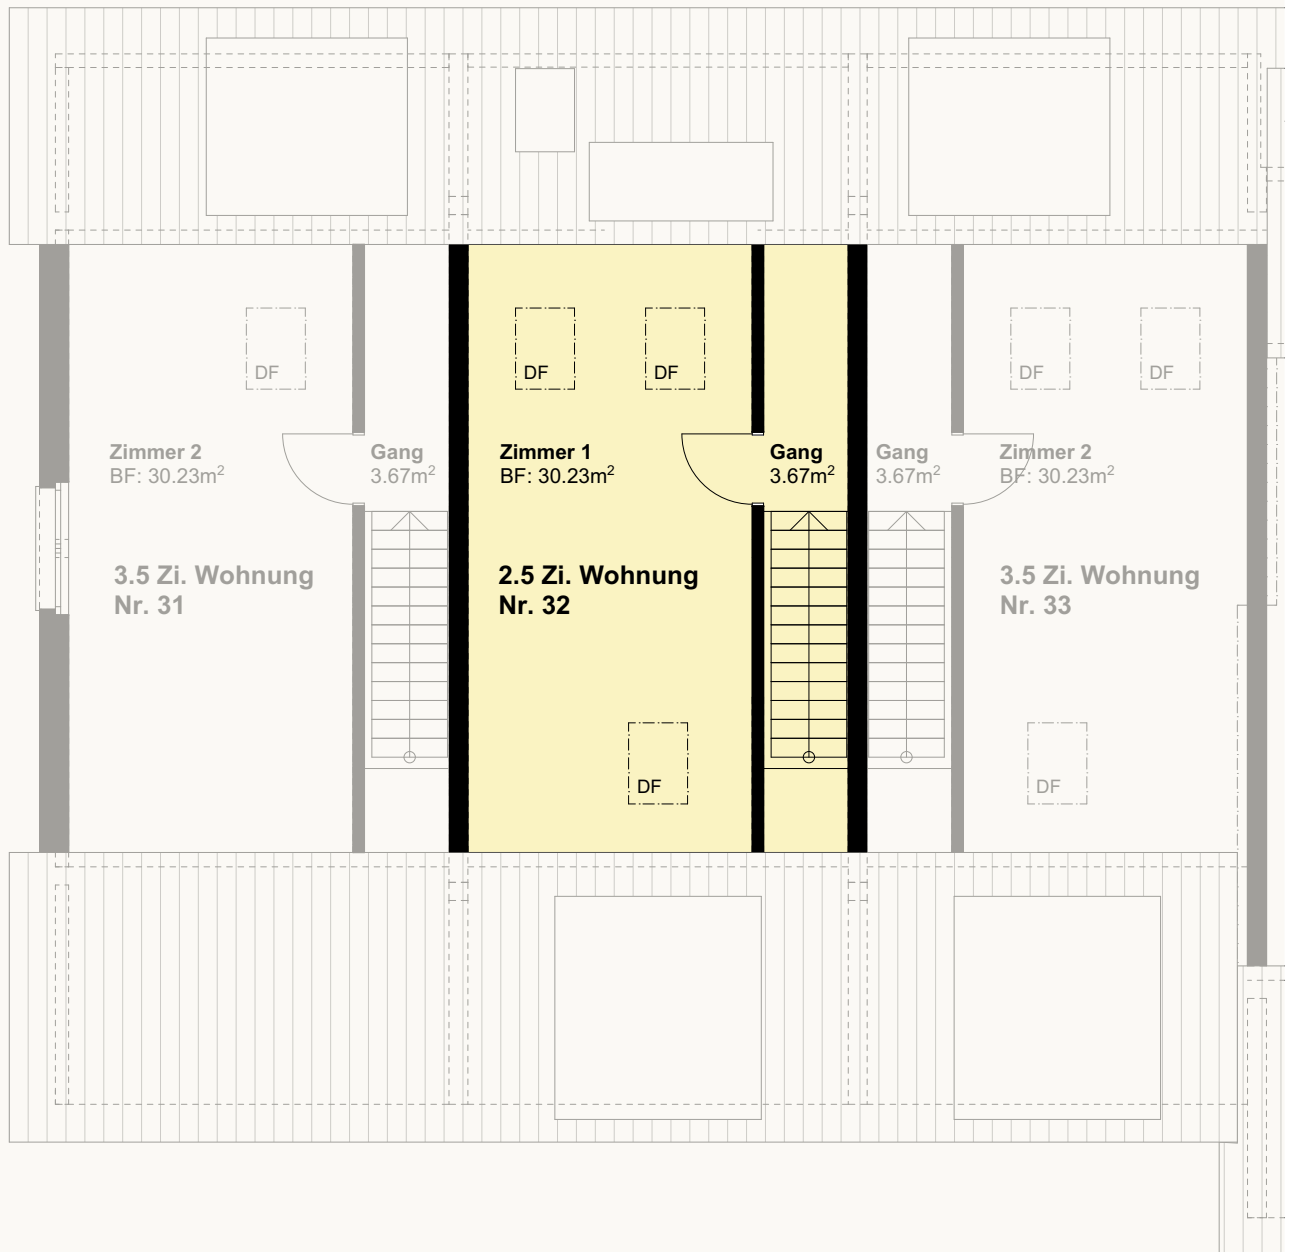 DF
DF
DF
DF
DF
Zimmer 2
BF: 30.23m²
Gang
3.67m²
Zimmer 1
BF: 30.23m²
Gang
3.67m²
Gang
3.67m²
Zimmer 2
BF: 30.23m²
3.5 Zi. Wohnung
Nr. 31
2.5 Zi. Wohnung
Nr. 32
3.5 Zi. Wohnung
Nr. 33
DF
DF